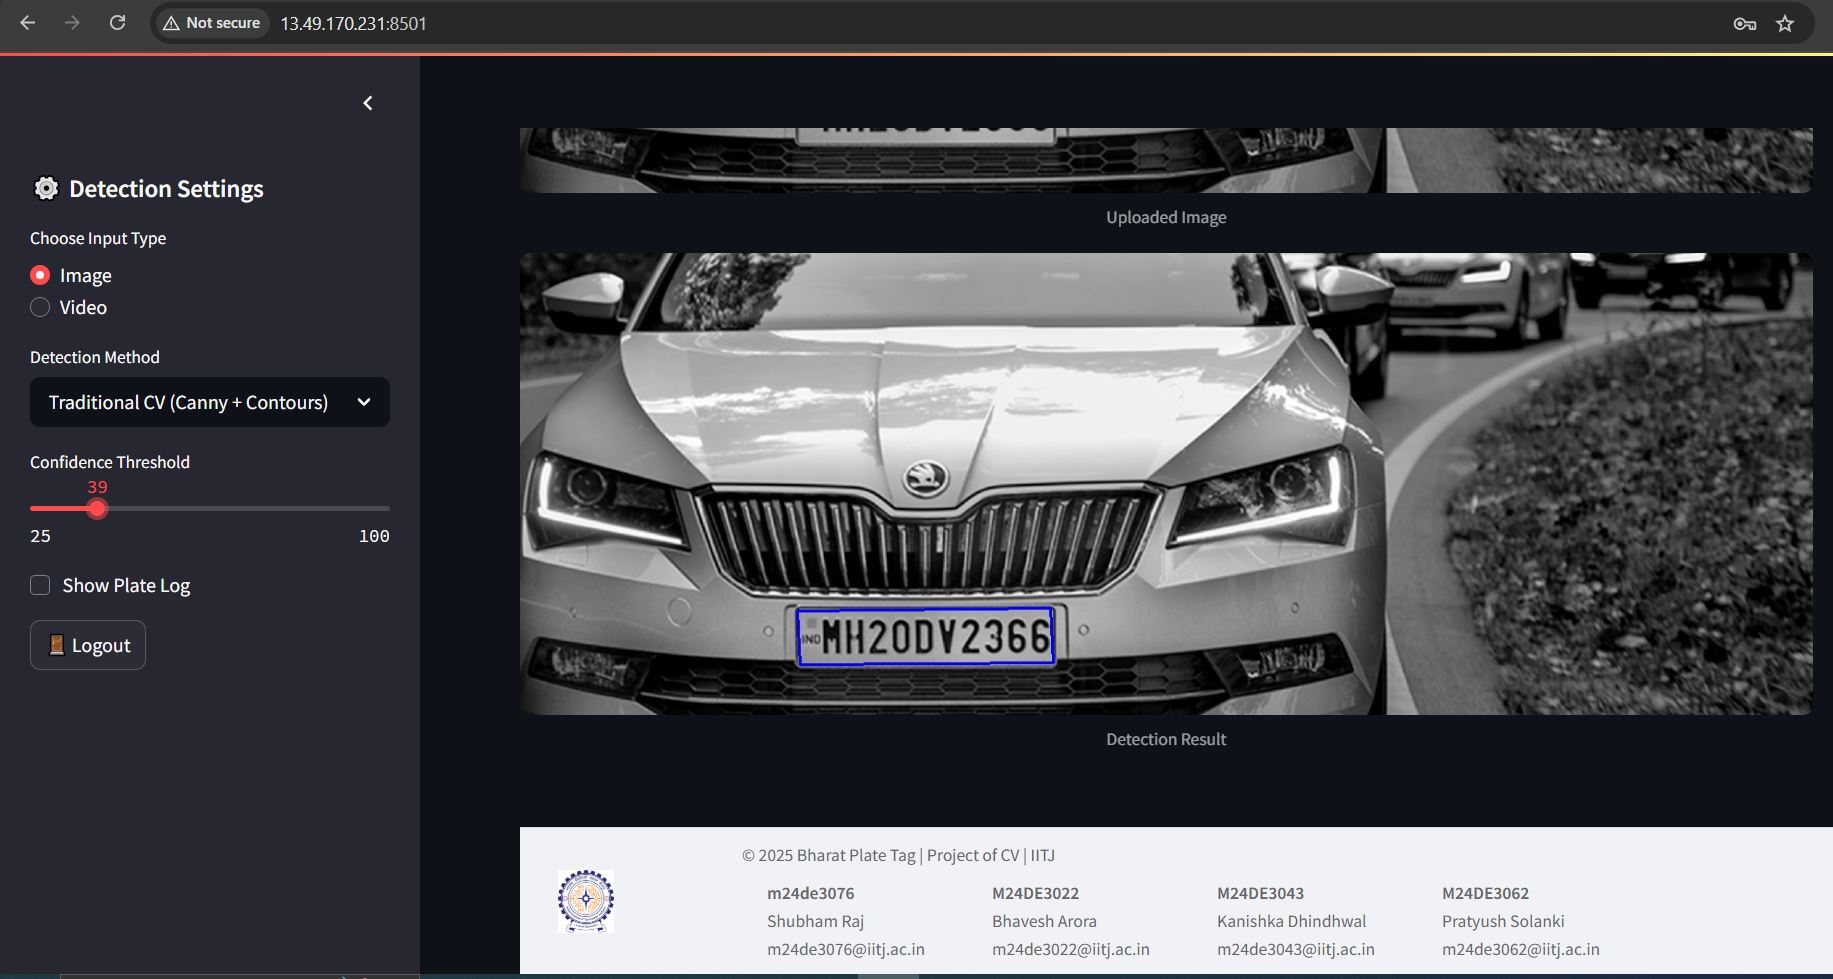 Not secure 13.49.170.231:8501
Detection Settings
Choose Input Type
Image
Video
Detection Method
Traditional CV (Canny + Contours)
Confidence Threshold
39
25 100
Show Plate Log
Logout
Uploaded Image
IND MH20DV2366
Detection Result
© 2025 Bharat Plate Tag | Project of CV | IITJ
m24de3076 M24DE3022 M24DE3043 M24DE3062
Shubham Raj Bhavesh Arora Kanishka Dhindhwal Pratyush Solanki
m24de3076@iitj.ac.in m24de3022@iitj.ac.in m24de3043@iitj.ac.in m24de3062@iitj.ac.in